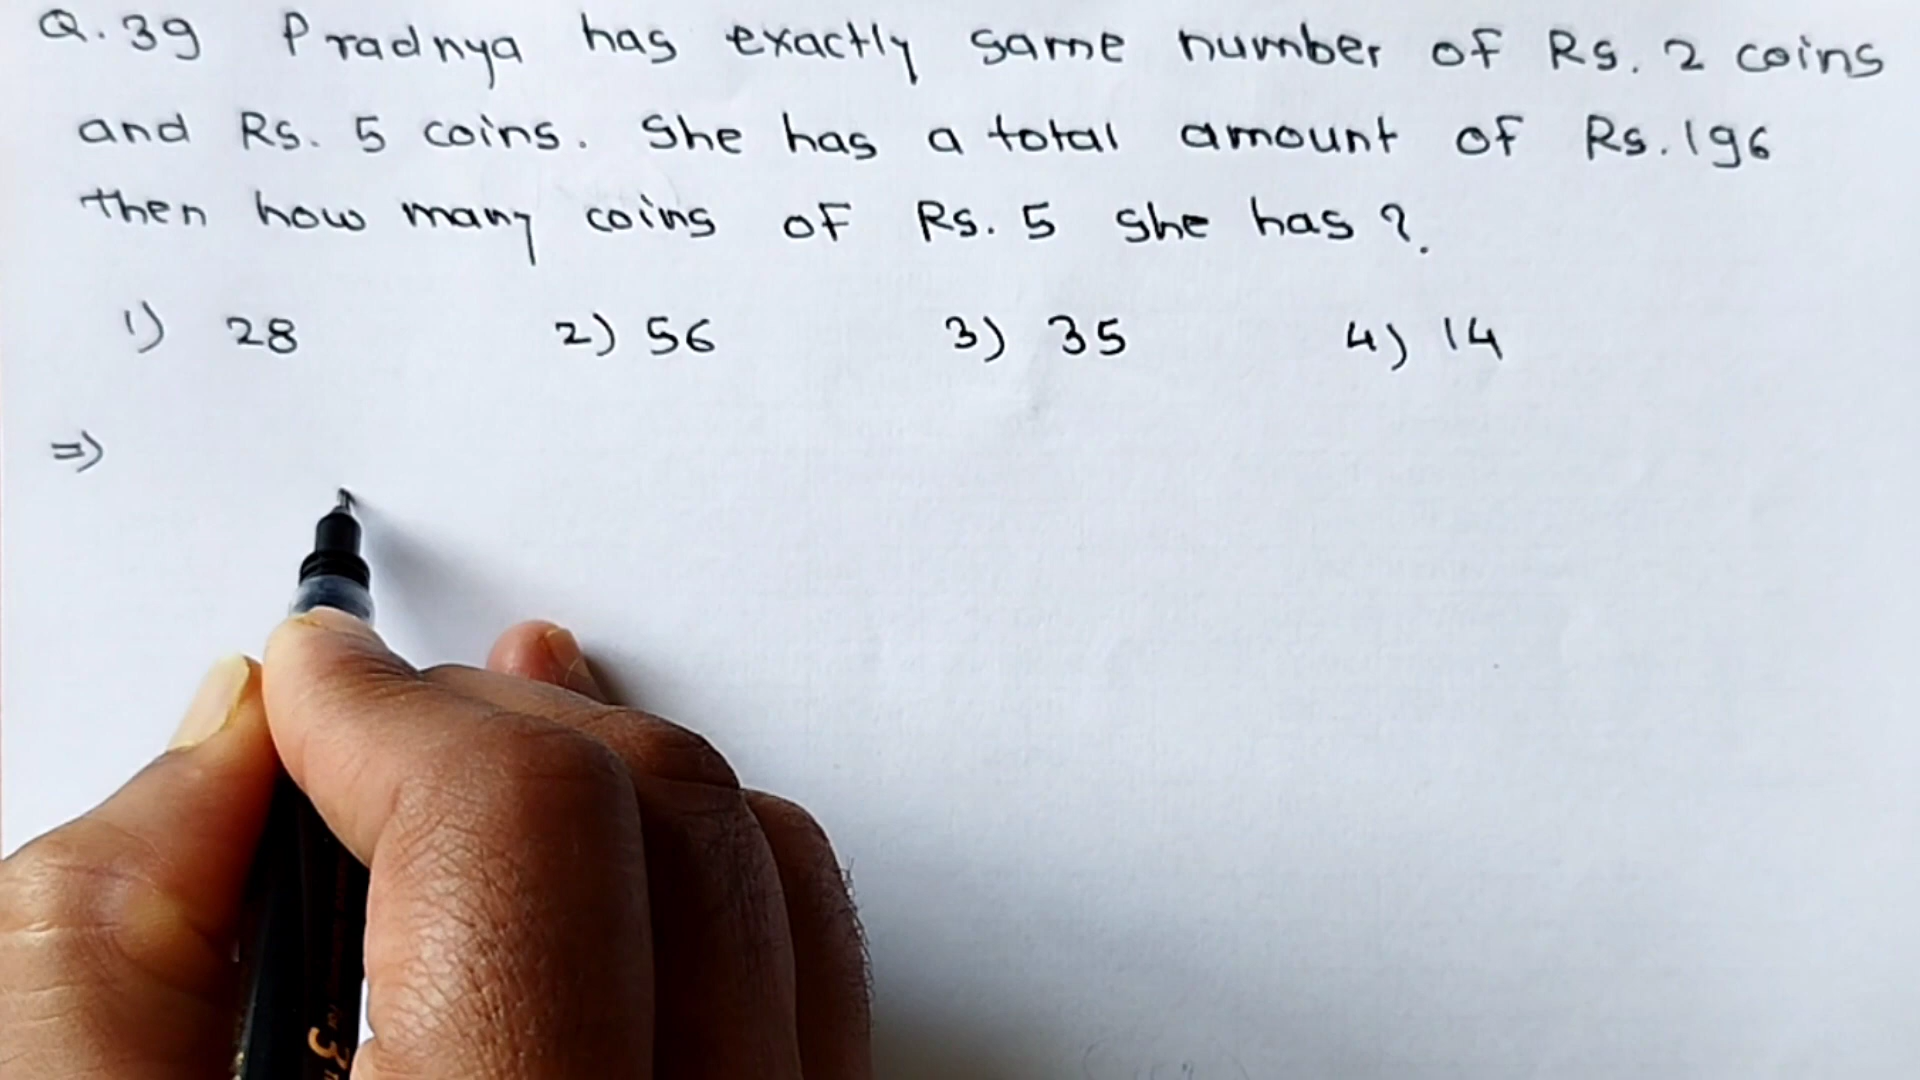 Q.39 Pradnya has exactly same number of Rs. 2 coins
and Rs. 5 coins. She has a total amount of Rs.196
then how many coins of Rs. 5 she has?
1) 28 2) 56 3) 35 4) 14
⇒
3